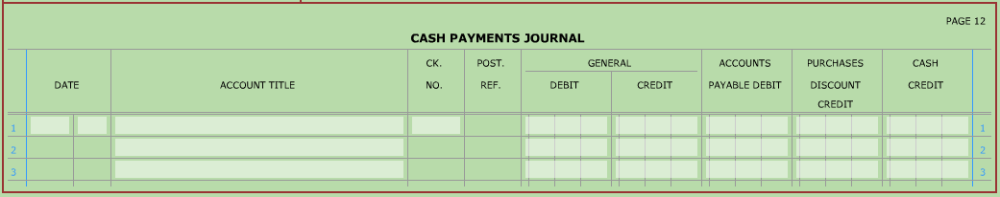 PAGE 12
CASH PAYMENTS JOURNAL
CK. POST. GENERAL ACCOUNTS PURCHASES CASH
DATE ACCOUNT TITLE NO. REF. DEBIT CREDIT PAYABLE DEBIT DISCOUNT CREDIT
CREDIT
1 1
2 2
3 3